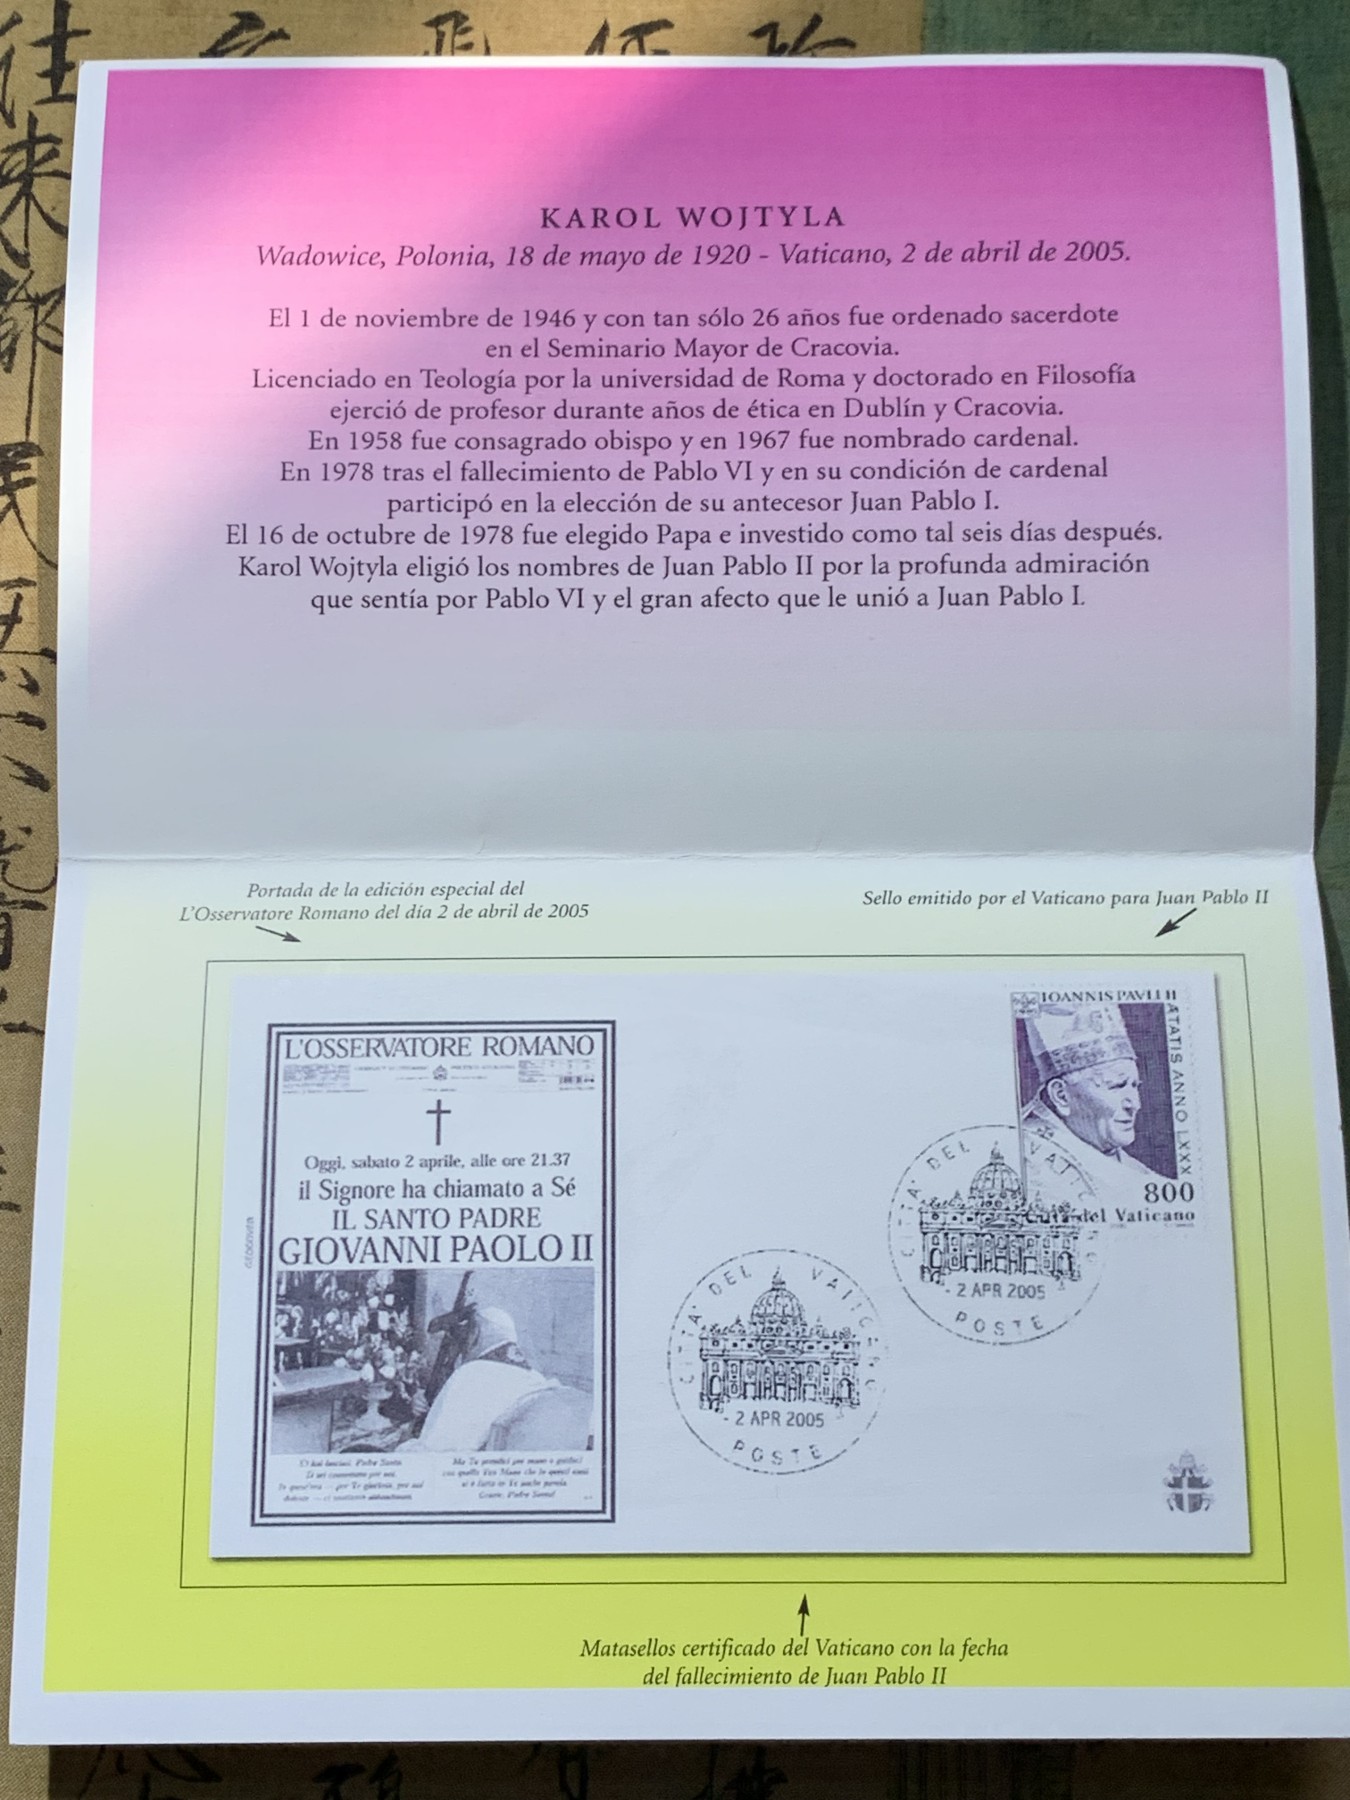 KAROL WOJTYLA
Wadowice, Polonia, 18 de mayo de 1920 - Vaticano, 2 de abril de 2005.
El 1 de noviembre de 1946 y con tan sólo 26 años fue ordenado sacerdote
en el Seminario Mayor de Cracovia.
Licenciado en Teología por la universidad de Roma y doctorado en Filosofía
ejerció de profesor durante años de ética en Dublín y Cracovia.
En 1958 fue consagrado obispo y en 1967 fue nombrado cardenal.
En 1978 tras el fallecimiento de Pablo VI y en su condición de cardenal
participó en la elección de su antecesor Juan Pablo I.
El 16 de octubre de 1978 fue elegido Papa e investido como tal seis días después.
Karol Wojtyla eligió los nombres de Juan Pablo II por la profunda admiración
que sentía por Pablo VI y el gran afecto que le unió a Juan Pablo I.
Portada de la edición especial del
L'Osservatore Romano del día 2 de abril de 2005
Sello emitido por el Vaticano para Juan Pablo II
L'OSSERVATORE ROMANO
Oggi, sabato 2 aprile, alle ore 21.37
il Signore ha chiamato a Sé
IL SANTO PADRE
GIOVANNI PAOLO II
IOANNIS PAVLI II
ATATIS ANNO LXXX
800
Città del Vaticano
CITTA' DEL VATICANO
- 2 APR 2005
POSTE
CITTA' DEL VATICANO
- 2 APR 2005
POSTE
Matasellos certificado del Vaticano con la fecha
del fallecimiento de Juan Pablo II
往
来
都